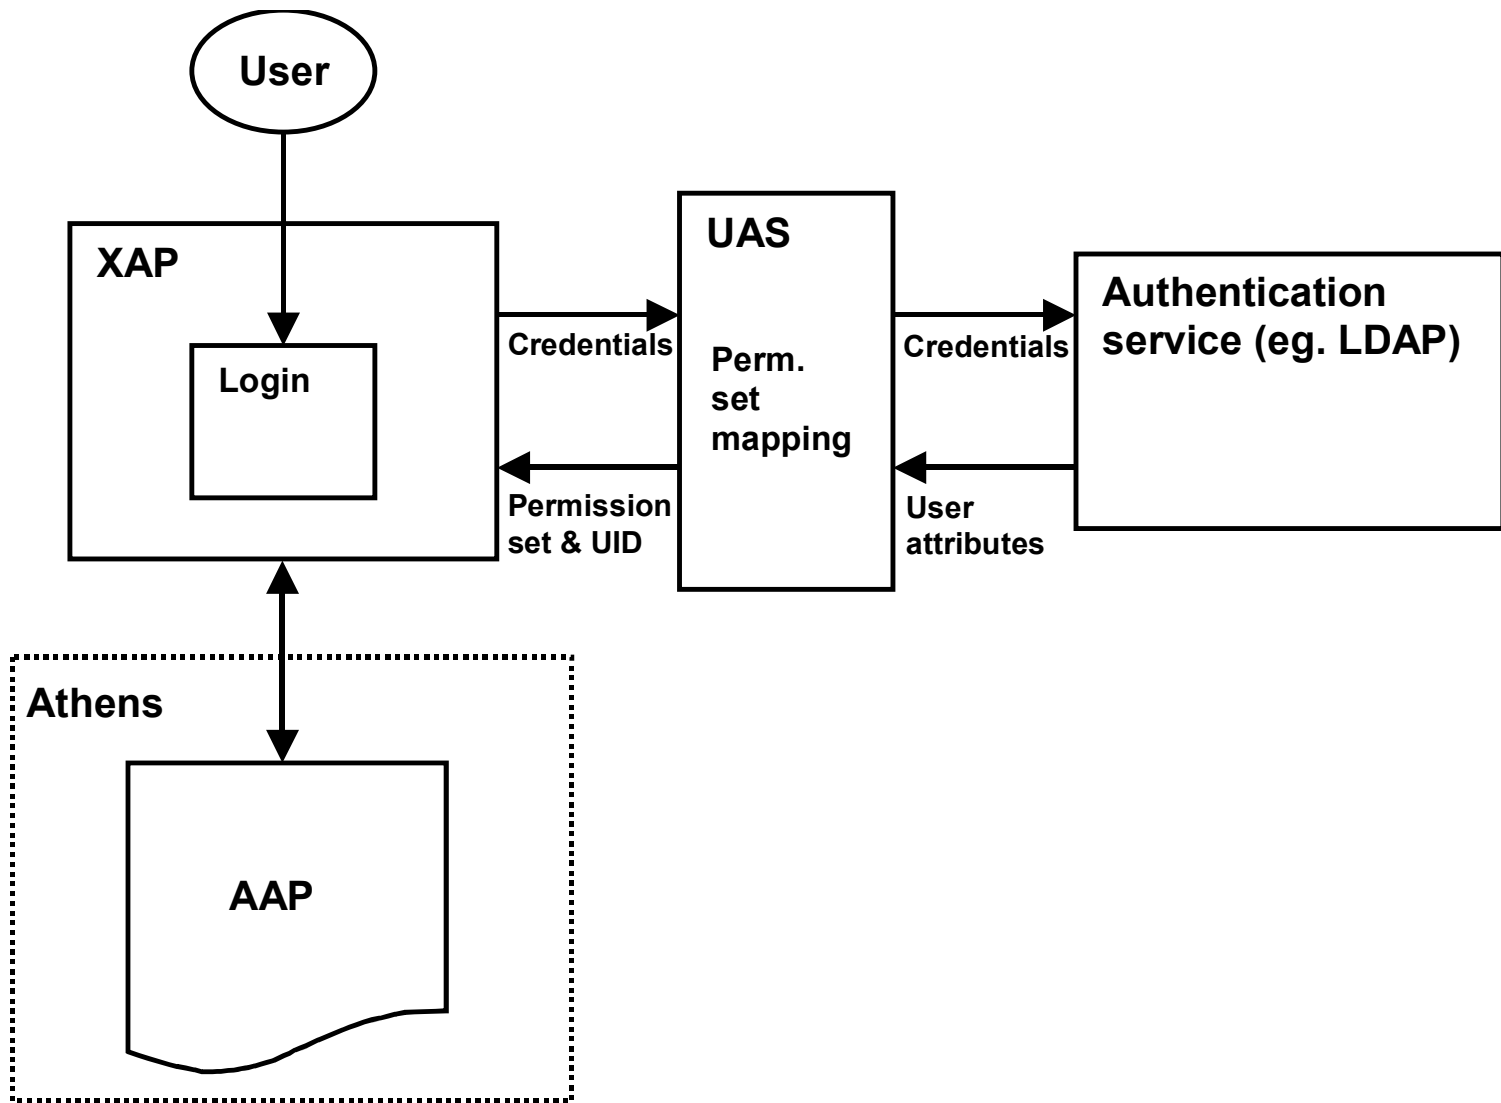 User
XAP
Login
Credentials
Permission
set & UID
UAS
Perm.
set
mapping
Credentials
User
attributes
Authentication
service (eg. LDAP)
Athens
AAP